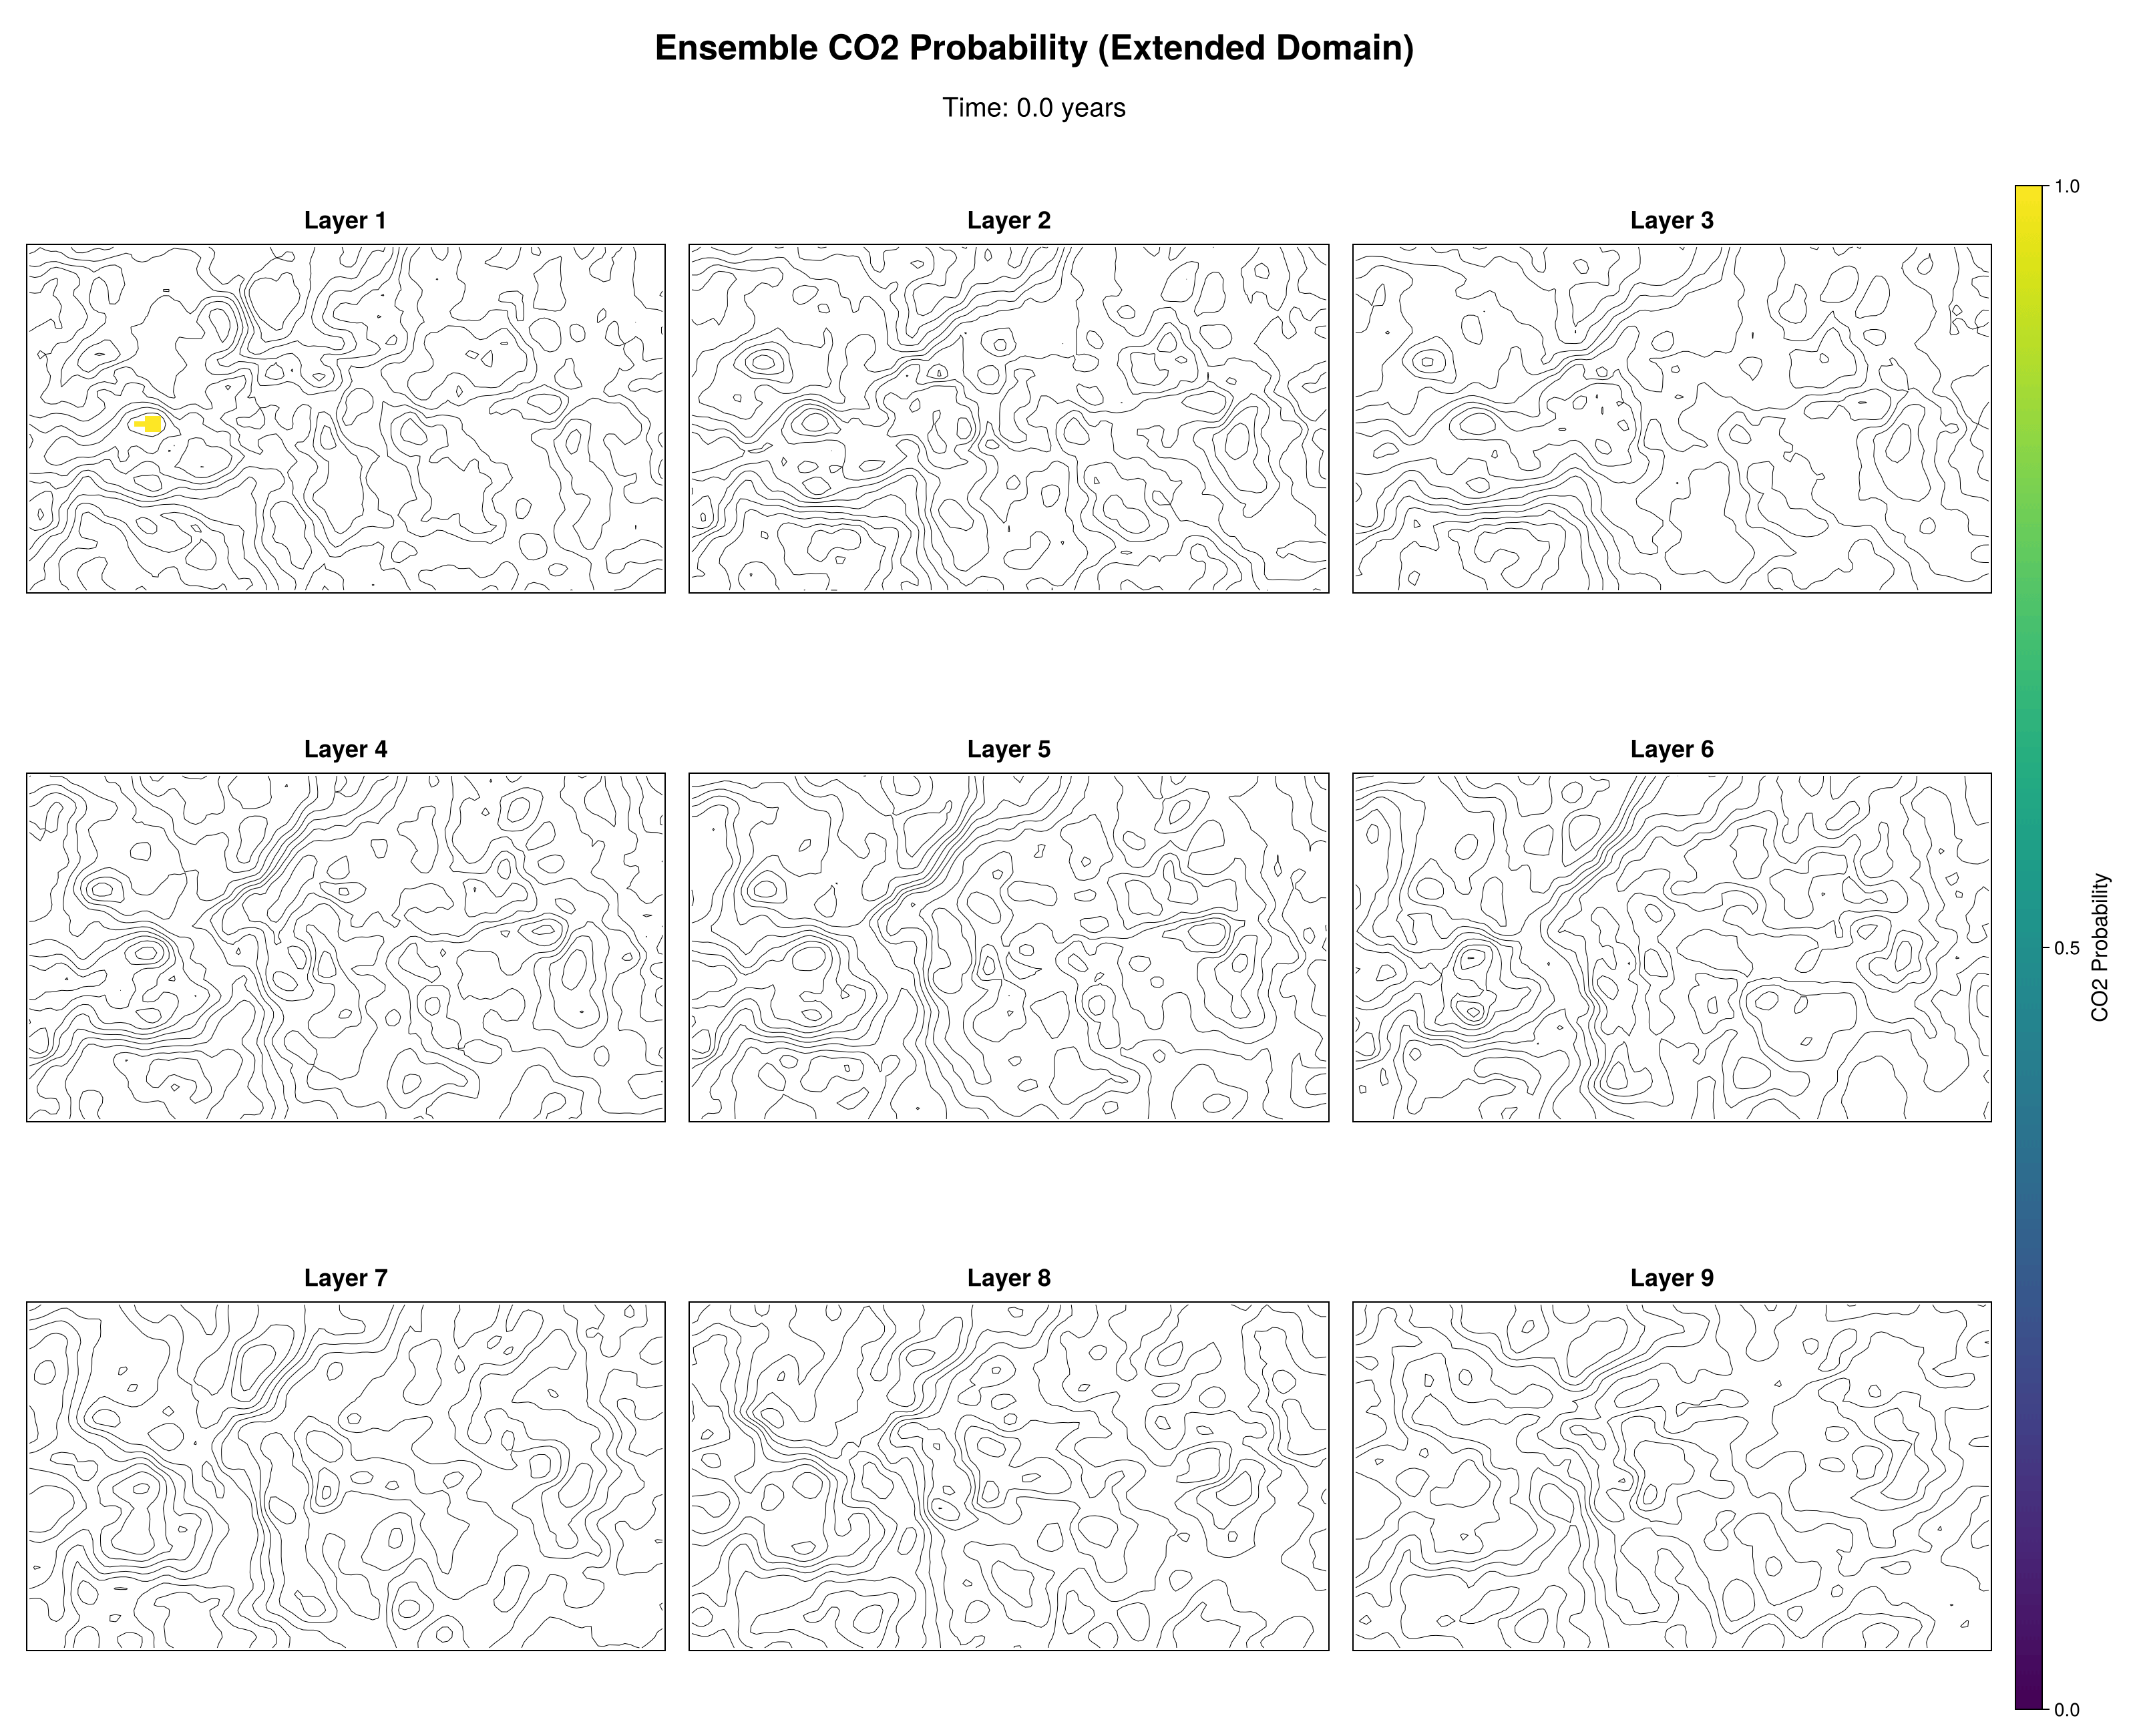 Ensemble CO2 Probability (Extended Domain)
Time: 0.0 years
Layer 1
Layer 2
Layer 3
Layer 4
Layer 5
Layer 6
Layer 7
Layer 8
Layer 9
1.0
0.5
0.0
CO2 Probability